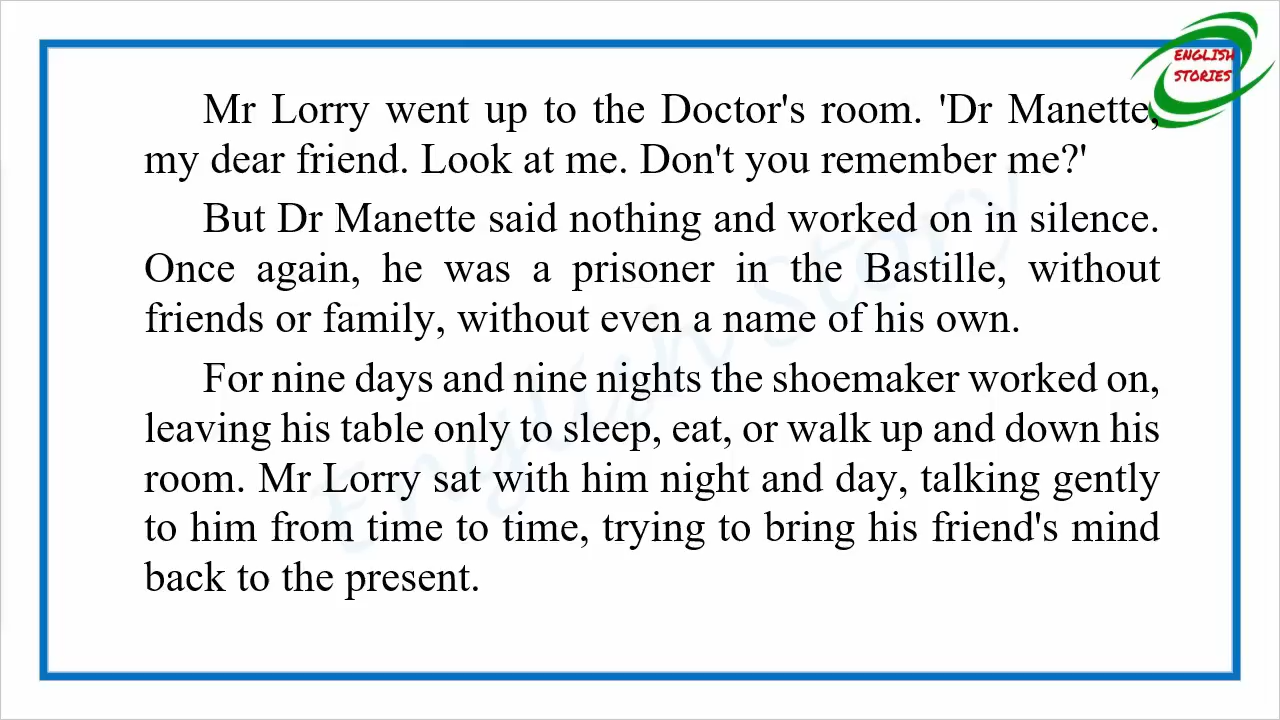 ENGLISH
STORIES
Mr Lorry went up to the Doctor's room. 'Dr Manette,
my dear friend. Look at me. Don't you remember me?'
But Dr Manette said nothing and worked on in silence.
Once again, he was a prisoner in the Bastille, without
friends or family, without even a name of his own.
For nine days and nine nights the shoemaker worked on,
leaving his table only to sleep, eat, or walk up and down his
room. Mr Lorry sat with him night and day, talking gently
to him from time to time, trying to bring his friend's mind
back to the present.
English Story